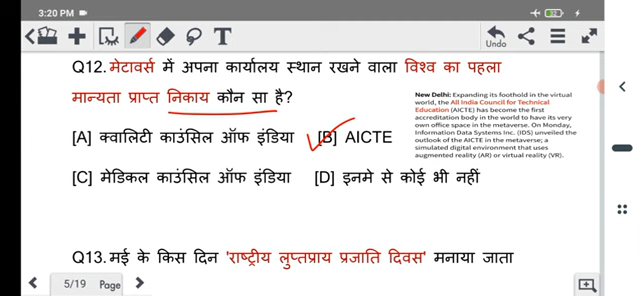 3:20 PM
Undo
Q12. मेटावर्स में अपना कार्यालय स्थान रखने वाला विश्व का पहला
मान्यता प्राप्त निकाय कौन सा है?
[A] क्वालिटी काउंसिल ऑफ इंडिया [B] AICTE
[C] मेडिकल काउंसिल ऑफ इंडिया [D] इनमे से कोई भी नहीं
New Delhi: Expanding its foothold in the virtual
world, the All India Council for Technical
Education (AICTE) has become the first
accreditation body in the world to have its very
own office space in the metaverse. On Monday,
Information Data Systems Inc. (IDS) unveiled the
outlook of the AICTE in the metaverse; a
simulated digital environment that uses
augmented reality (AR) or virtual reality (VR).
Q13. मई के किस दिन 'राष्ट्रीय लुप्तप्राय प्रजाति दिवस' मनाया जाता
5/19 Page